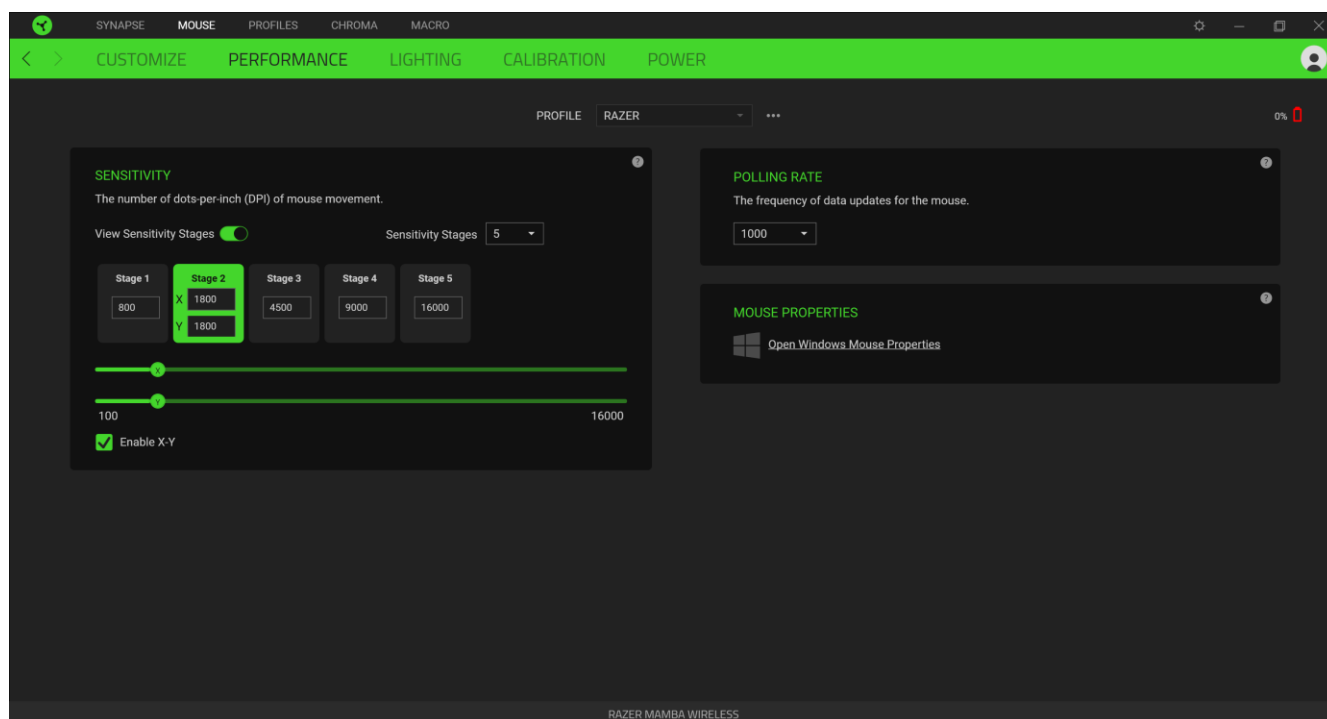 SYNAPSE MOUSE PROFILES CHROMA MACRO
CUSTOMIZE PERFORMANCE LIGHTING CALIBRATION POWER
PROFILE RAZER
0%
SENSITIVITY
The number of dots-per-inch (DPI) of mouse movement.
View Sensitivity Stages Sensitivity Stages 5
Stage 1 Stage 2 Stage 3 Stage 4 Stage 5
800 X 1800 4500 9000 16000
Y 1800
X
Y
100 16000
Enable X-Y
POLLING RATE
The frequency of data updates for the mouse.
1000
MOUSE PROPERTIES
Open Windows Mouse Properties
RAZER MAMBA WIRELESS